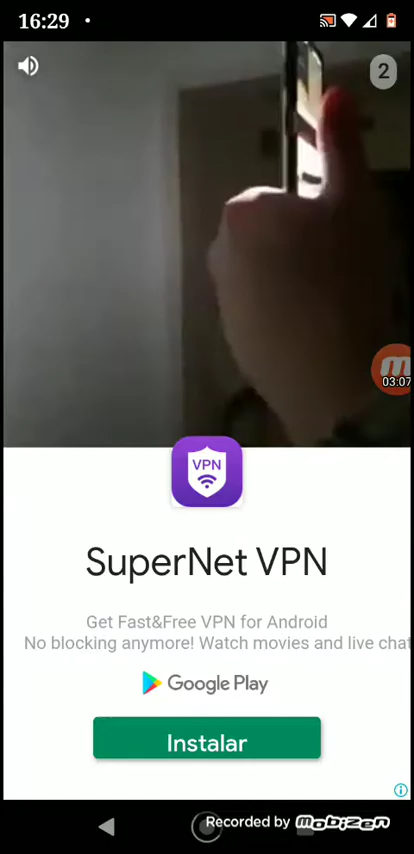 16:29
2
03:07
VPN
SuperNet VPN
Get Fast&Free VPN for Android
No blocking anymore! Watch movies and live chat
Google Play
Instalar
Recorded by mobizen